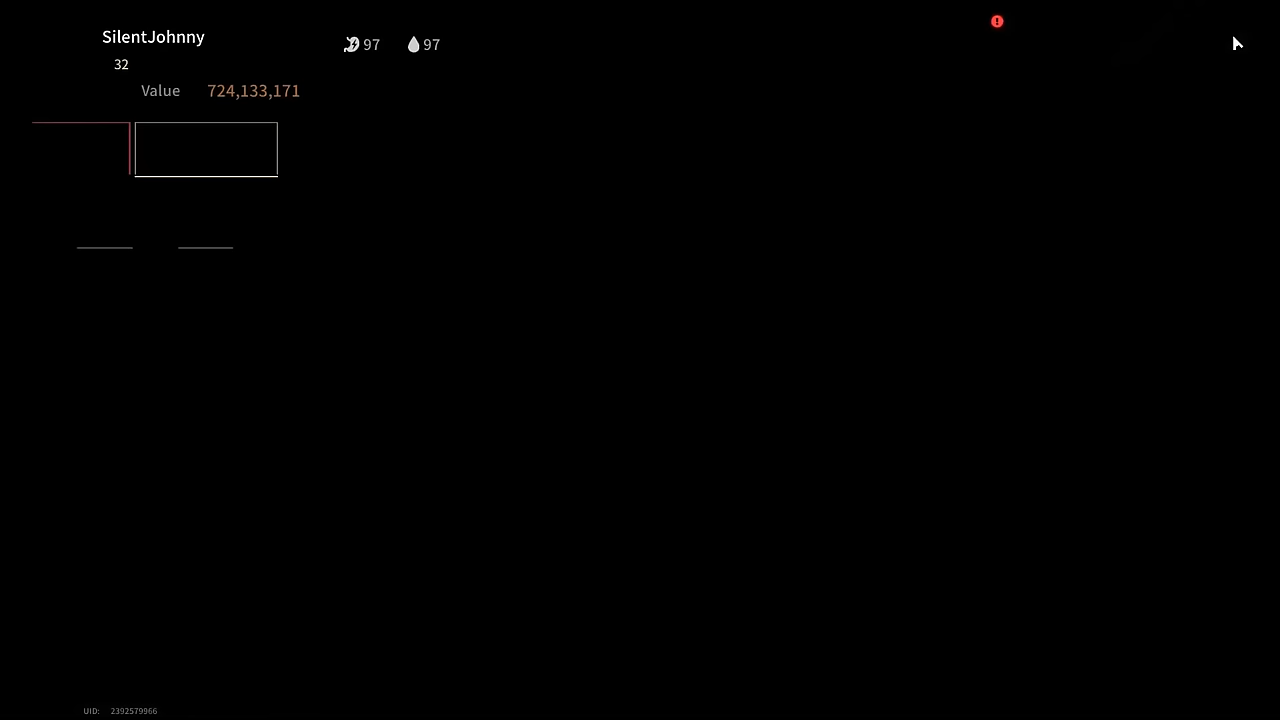 SilentJohnny
97 97
32
Value 724,133,171
UID: 2392579966